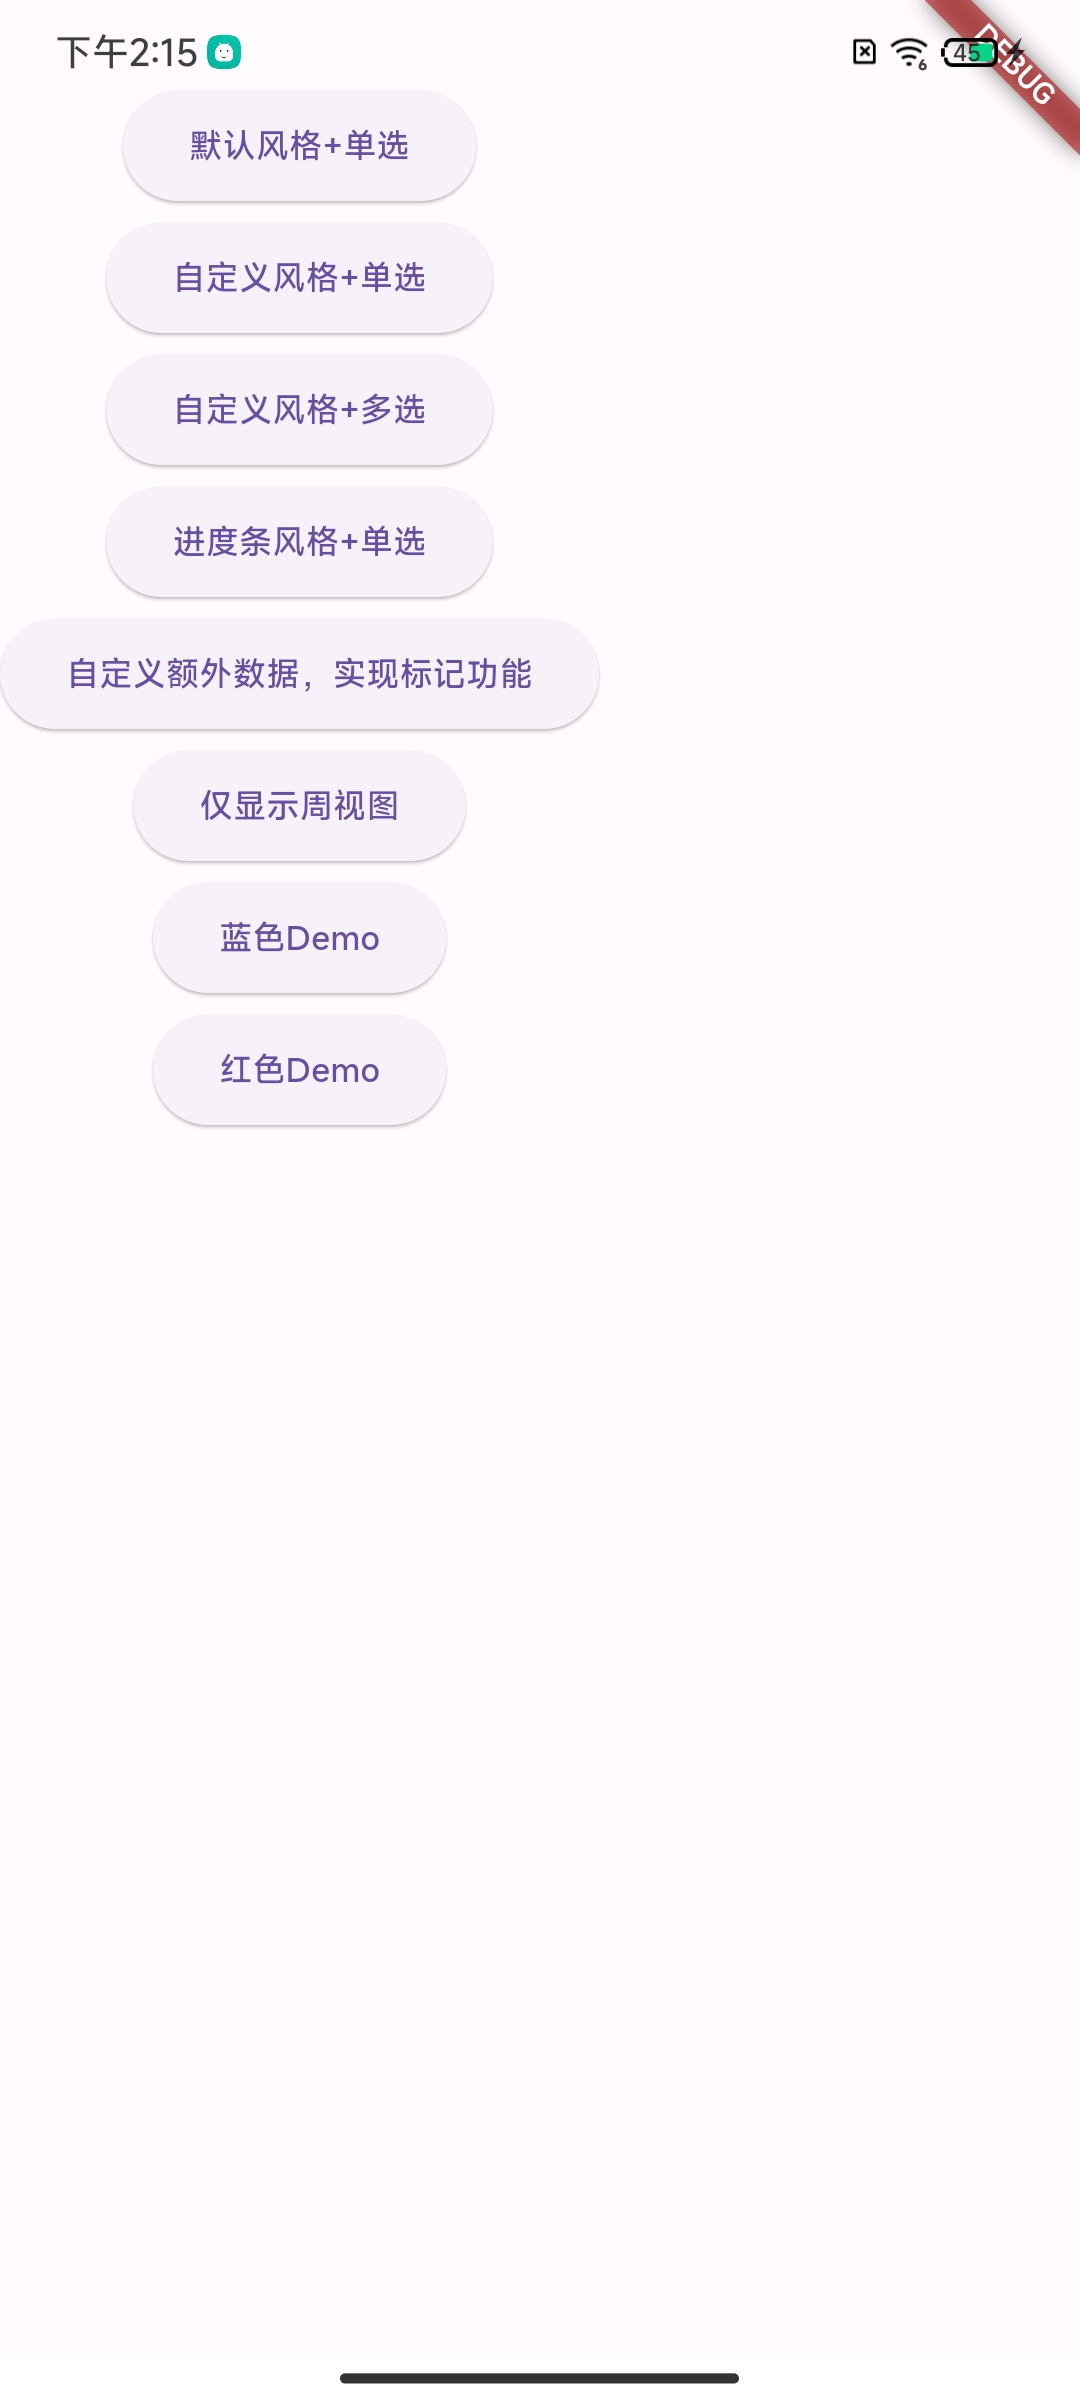 下午2:15
6
45
DEBUG
默认风格+单选
自定义风格+单选
自定义风格+多选
进度条风格+单选
自定义额外数据，实现标记功能
仅显示周视图
蓝色Demo
红色Demo